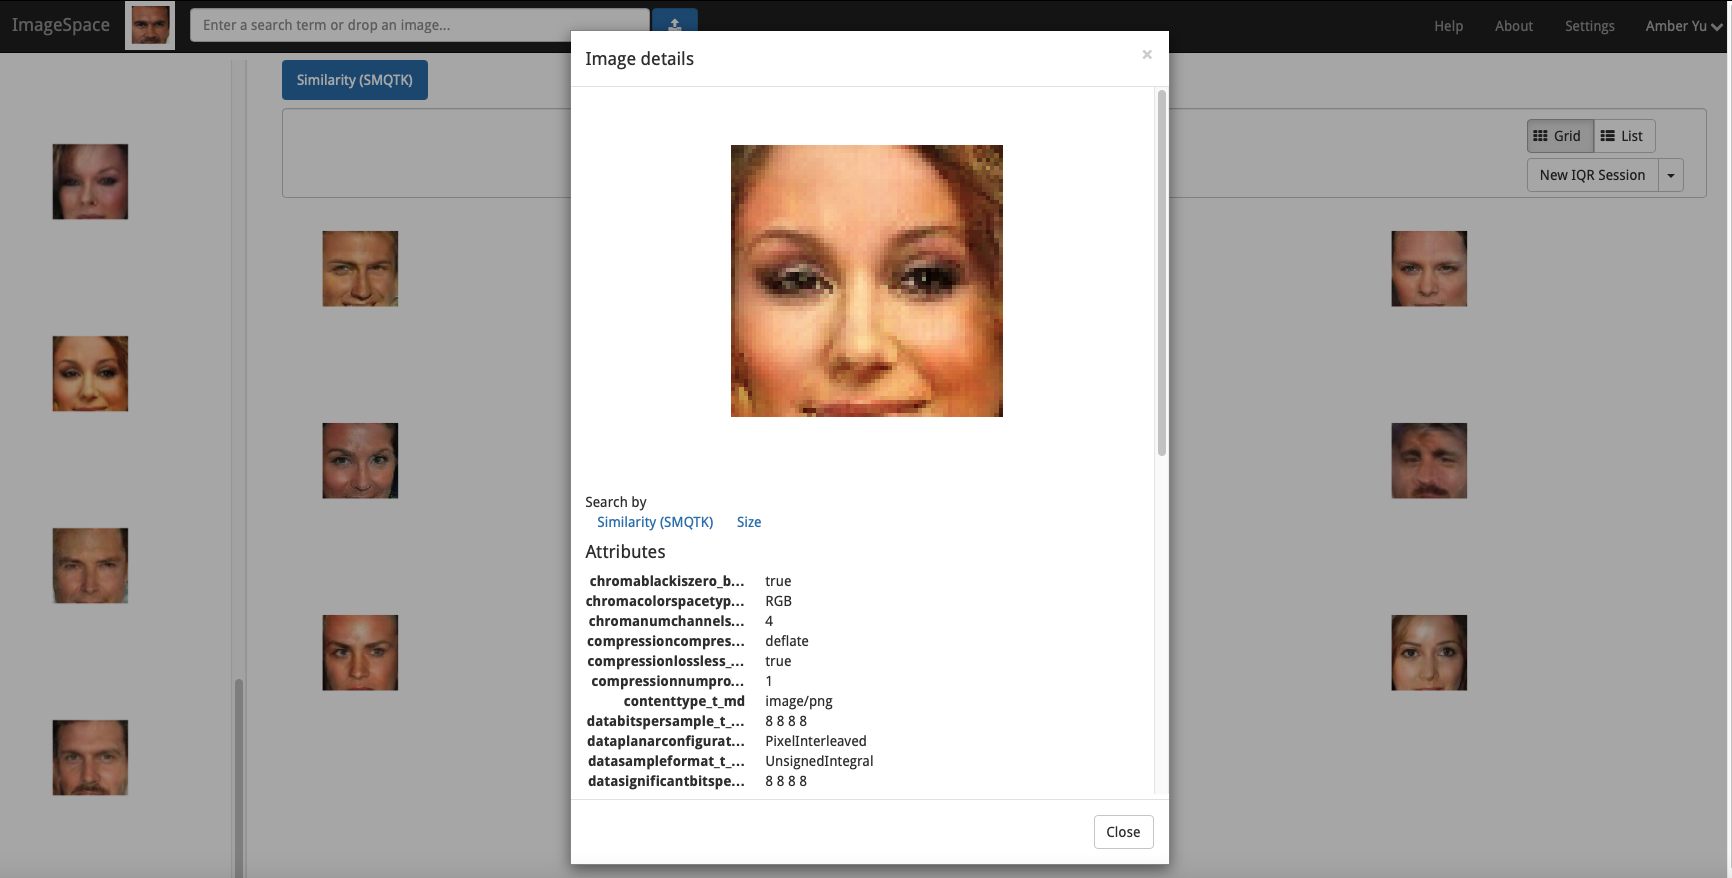 ImageSpace
Enter a search term or drop an image...
Help About Settings Amber Yu
Similarity (SMQTK)
Grid List
New IQR Session
Image details
×
Search by
Similarity (SMQTK) Size
Attributes
chromablackiszero_b... true
chromacolorspacetyp... RGB
chromanumchannels... 4
compressioncompres... deflate
compressionlossless_... true
compressionnumpro... 1
contenttype_t_md image/png
databitspersample_t_... 8 8 8 8
dataplanarconfigurat... PixelInterleaved
datasampleformat_t_... UnsignedIntegral
datasignificantbitspe... 8 8 8 8
Close